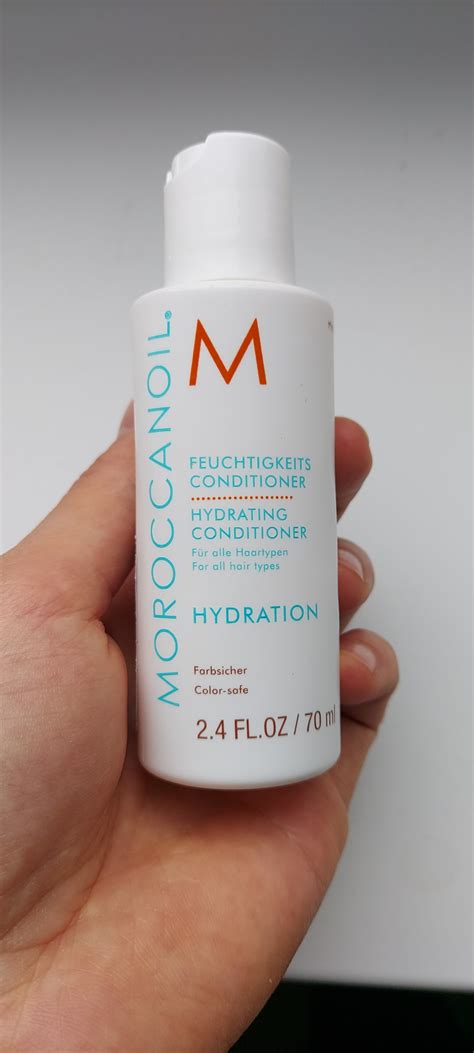 MOROCCANOIL®
M
FEUCHTIGKEITS
CONDITIONER
HYDRATING
CONDITIONER
Für alle Haartypen
For all hair types
HYDRATION
Farbsicher
Color-safe
2.4 FL.OZ / 70 ml